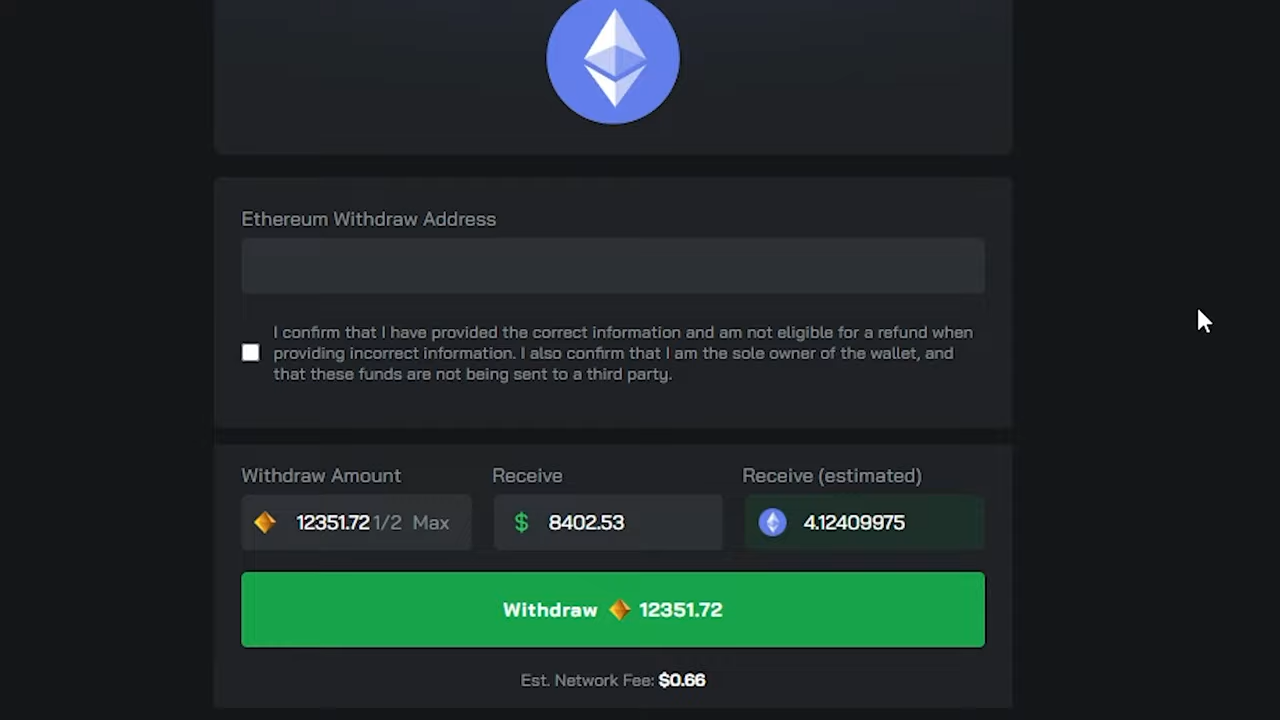 Ethereum Withdraw Address
I confirm that I have provided the correct information and am not eligible for a refund when
providing incorrect information. I also confirm that I am the sole owner of the wallet, and
that these funds are not being sent to a third party.
Withdraw Amount Receive Receive (estimated)
12351.72 1/2 Max $ 8402.53 4.12409975
Withdraw 12351.72
Est. Network Fee: $0.66